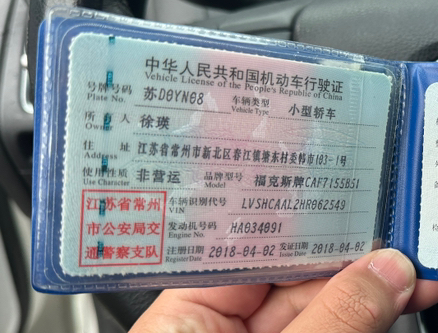 中华人民共和国机动车行驶证
Vehicle License of the People's Republic of China
号牌号码 Plate No. 苏D0YN08 车辆类型 Vehicle Type 小型轿车
所有人 Owner 徐瑛
住址 Address 江苏省常州市新北区春江镇塘东村委韩市103-1号
使用性质 Use Character 非营运 品牌型号 Model 福克斯牌CAF7155B51
江苏省常州市公安局交通警察支队
车辆识别代号 VIN LVSHCAAL2HR062549
发动机号码 Engine No. HA034091
注册日期 Register Date 2018-04-02 发证日期 Issue Date 2018-04-02